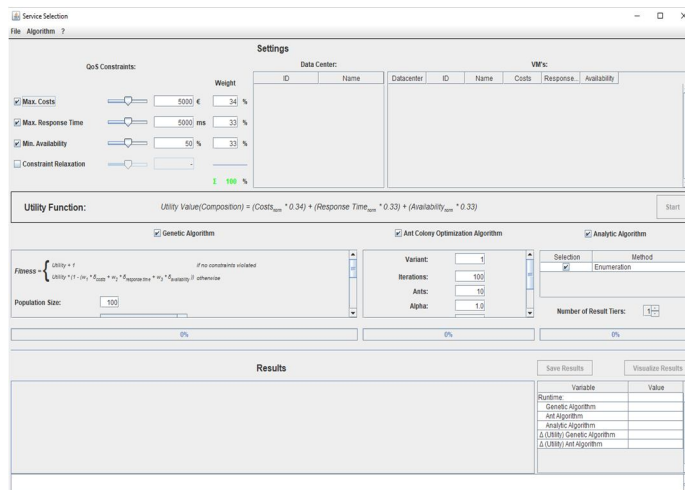 Service Selection
File Algorithm ?
Settings
QoS Constraints:
Data Center:
VM's:
Weight
ID Name
Datacenter ID Name Costs Response... Availability
Max. Costs 5000 € 34 %
Max. Response Time 5000 ms 33 %
Min. Availability 50 % 33 %
Constraint Relaxation -
Σ 100 %
Utility Function: Utility Value(Composition) = (Costsnorm * 0.34) + (Response Timenorm * 0.33) + (Availabilitynorm * 0.33) Start
Genetic Algorithm
Ant Colony Optimization Algorithm
Analytic Algorithm
Fitness =
Utility + 1 if no constraints violated
Utility * (1 - (w1 * δcosts + w2 * δresponse time + w3 * δavailability)) otherwise
Population Size: 100
Variant: 1
Iterations: 100
Ants: 10
Alpha: 1.0
Selection Method
Enumeration
Number of Result Tiers: 1
0% 0% 0%
Results
Save Results Visualize Results
Variable Value
Runtime:
Genetic Algorithm
Ant Algorithm
Analytic Algorithm
Δ (Utility) Genetic Algorithm
Δ (Utility) Ant Algorithm